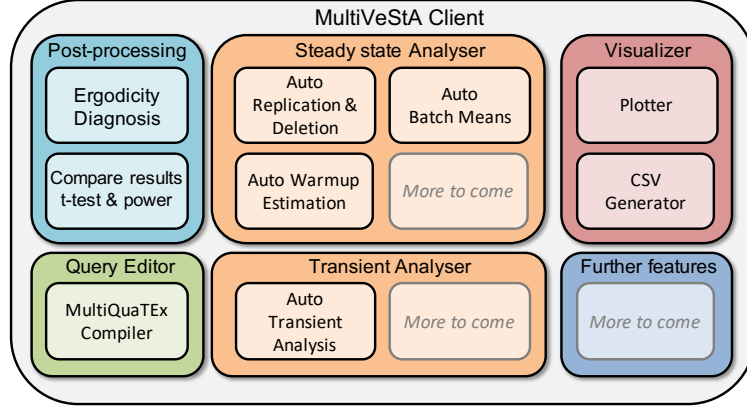 MultiVeStA Client
Post-processing
Ergodicity
Diagnosis
Compare results
t-test & power
Steady state Analyser
Auto
Replication &
Deletion
Auto
Batch Means
Auto Warmup
Estimation
More to come
Visualizer
Plotter
CSV
Generator
Query Editor
MultiQuaTEx
Compiler
Transient Analyser
Auto
Transient
Analysis
More to come
Further features
More to come